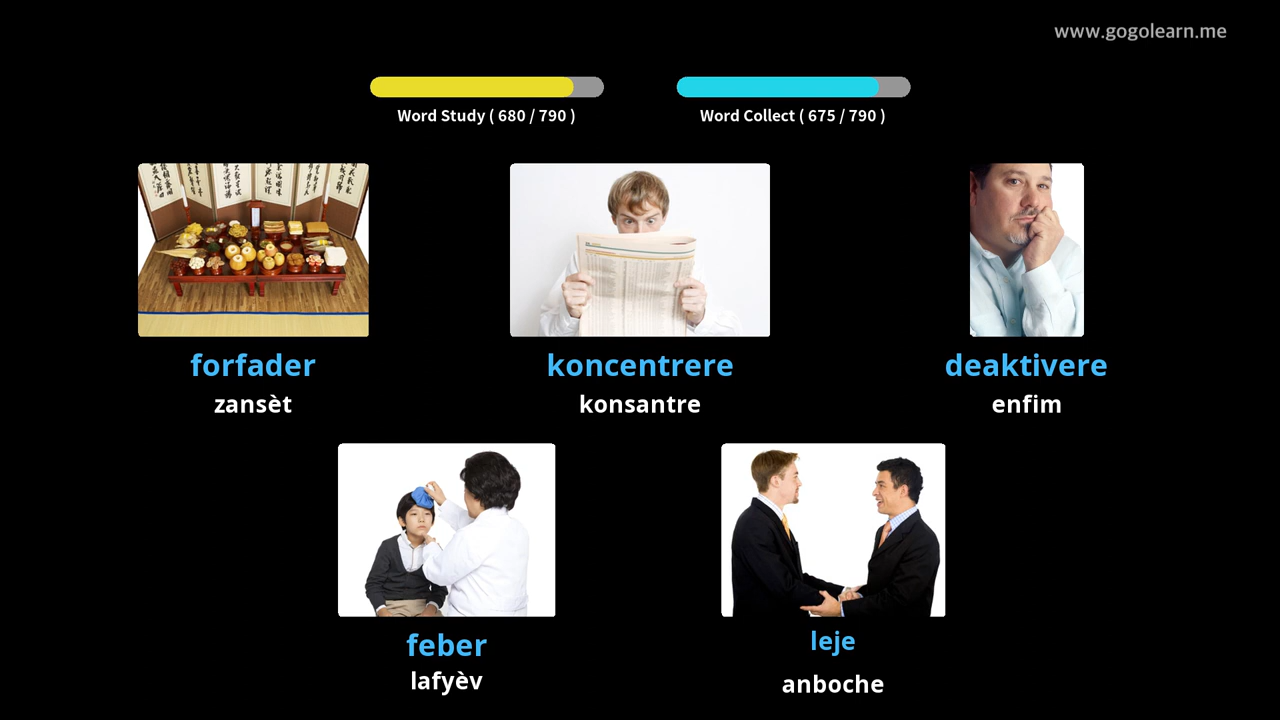 www.gogolearn.me
Word Study ( 680 / 790 )
Word Collect ( 675 / 790 )
forfader
zansèt
koncentrere
konsantre
deaktivere
enfim
feber
lafyèv
leje
anboche